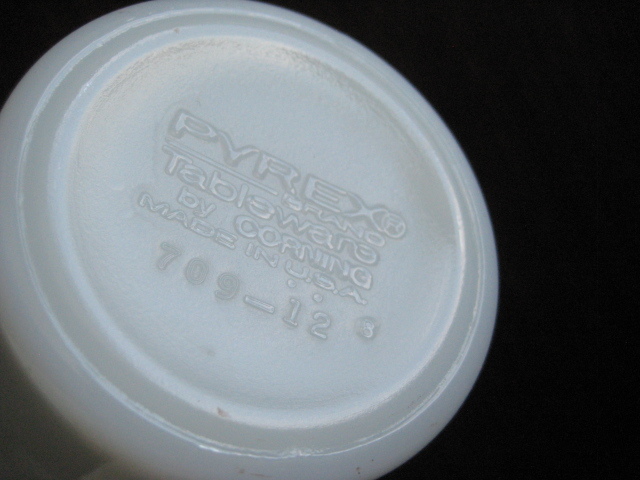 PYREX®
BRAND
Tableware
by CORNING
MADE IN U.S.A.
709-12